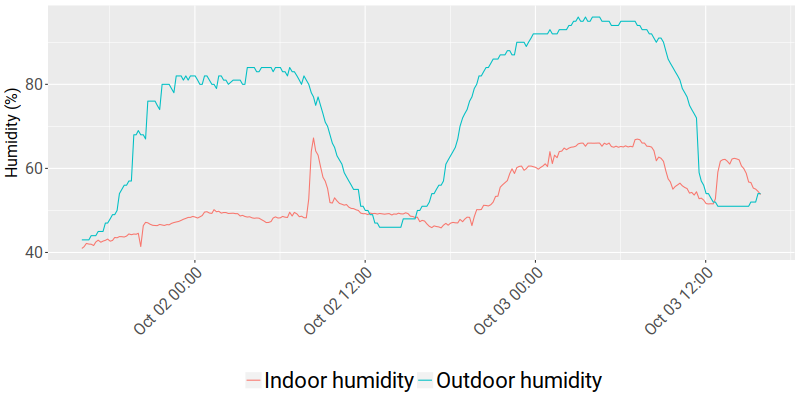 Humidity (%)
80
60
40
Oct 02 00:00
Oct 02 12:00
Oct 03 00:00
Oct 03 12:00
Indoor humidity
Outdoor humidity